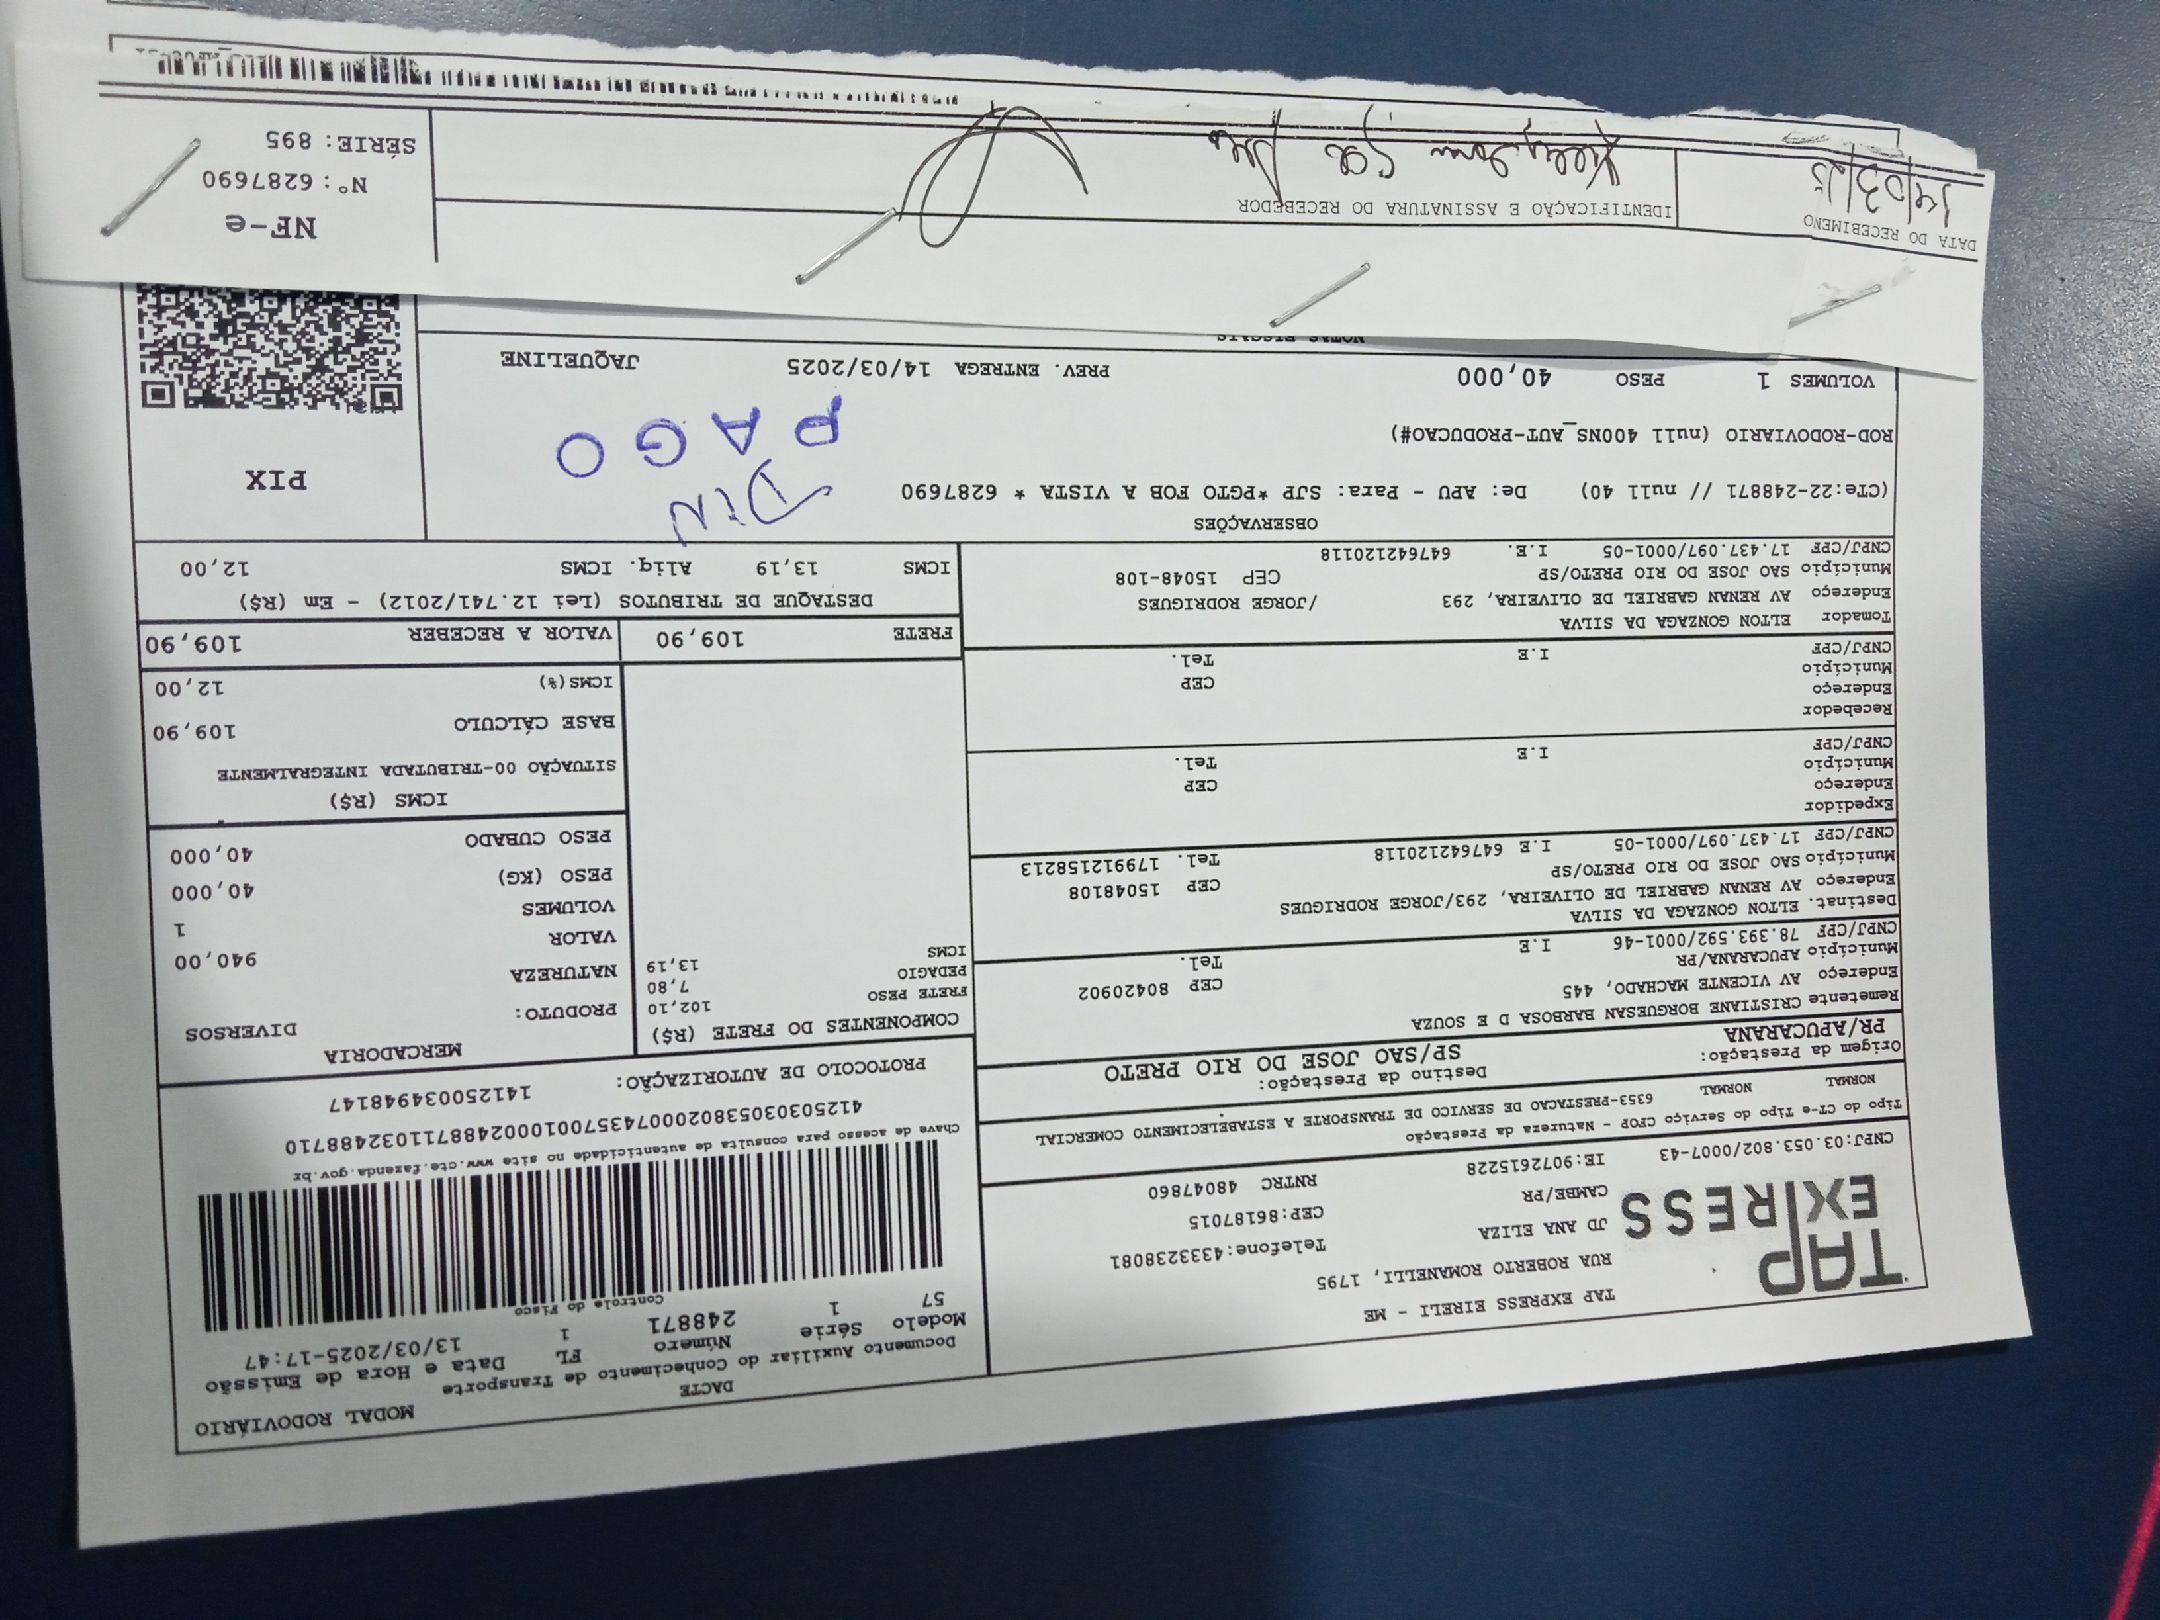 DACTE
MODAL RODOVIÁRIO
Documento Auxiliar do Conhecimento de Transporte
Modelo Série Número FL Data e Hora de Emissão
57 1 248871 1 13/03/2025-17:47
Controle do Fisco
TAP
EXPRESS
TAP EXPRESS EIRELI - ME
RUA ROBERTO ROMANELLI, 1795
JD ANA ELIZA
Telefone:4333238081
CAMBE/PR
CEP:86187015
CNPJ:03.053.802/0007-43
IE:9072615228
RNTRC 48047860
Chave de acesso para consulta de autenticidade no site www.cte.fazenda.gov.br
41250303053802000743570010002488711032488710
PROTOCOLO DE AUTORIZAÇÃO:
141250034948147
Tipo do CT-e Tipo do Serviço CFOP - Natureza da Prestação
NORMAL NORMAL 6353-PRESTACAO DE SERVICO DE TRANSPORTE A ESTABELECIMENTO COMERCIAL
Origem da Prestação:
PR/APUCARANA
Destino da Prestação:
SP/SAO JOSE DO RIO PRETO
Remetente CRISTIANE BORGUESAN BARBOSA D E SOUZA
Endereço AV VICENTE MACHADO, 445
CEP 80420902
Município APUCARANA/PR
Tel.
CNPJ/CPF 78.393.592/0001-46
I.E
Destinat. ELTON GONZAGA DA SILVA
Endereço AV RENAN GABRIEL DE OLIVEIRA, 293/JORGE RODRIGUES
CEP 15048108
Município SAO JOSE DO RIO PRETO/SP
Tel. 17991215 8213
CNPJ/CPF 17.437.097/0001-05
I.E 647642120118
Expedidor
Endereço
CEP
Município
Tel.
CNPJ/CPF
I.E
Recebedor
Endereço
CEP
Município
Tel.
CNPJ/CPF
I.E
Tomador ELTON GONZAGA DA SILVA
Endereço AV RENAN GABRIEL DE OLIVEIRA, 293 /JORGE RODRIGUES
Município SAO JOSE DO RIO PRETO/SP CEP 15048-108
CNPJ/CPF 17.437.097/0001-05 I.E. 647642120118
COMPONENTES DO FRETE (R$)
FRETE PESO 102,10
PEDAGIO 7,80
ICMS 13,19
MERCADORIA
PRODUTO: DIVERSOS
NATUREZA
VALOR 940,00
VOLUMES 1
PESO (KG) 40,000
PESO CUBADO 40,000
ICMS (R$)
SITUAÇÃO 00-TRIBUTADA INTEGRALMENTE
BASE CÁLCULO 109,90
ICMS(%) 12,00
FRETE 109,90
VALOR A RECEBER 109,90
DESTAQUE DE TRIBUTOS (Lei 12.741/2012) - Em (R$)
ICMS 13,19 Aliq. ICMS 12,00
OBSERVAÇÕES
(CTe:22-248871 // null 40) De: APU - Para: SJP *PGTO FOB A VISTA * 6287690
ROD-RODOVIARIO (null 400NS_AUT-PRODUCAO#)
DIN
PAGO
PIX
VOLUMES 1 PESO 40,000 PREV. ENTREGA 14/03/2025 JAQUELINE
NOTAS FISCAIS
DATA DO RECEBIMENO
14/03/25
IDENTIFICAÇÃO E ASSINATURA DO RECEBEDOR
NF-e
Nº: 6287690
SÉRIE: 895